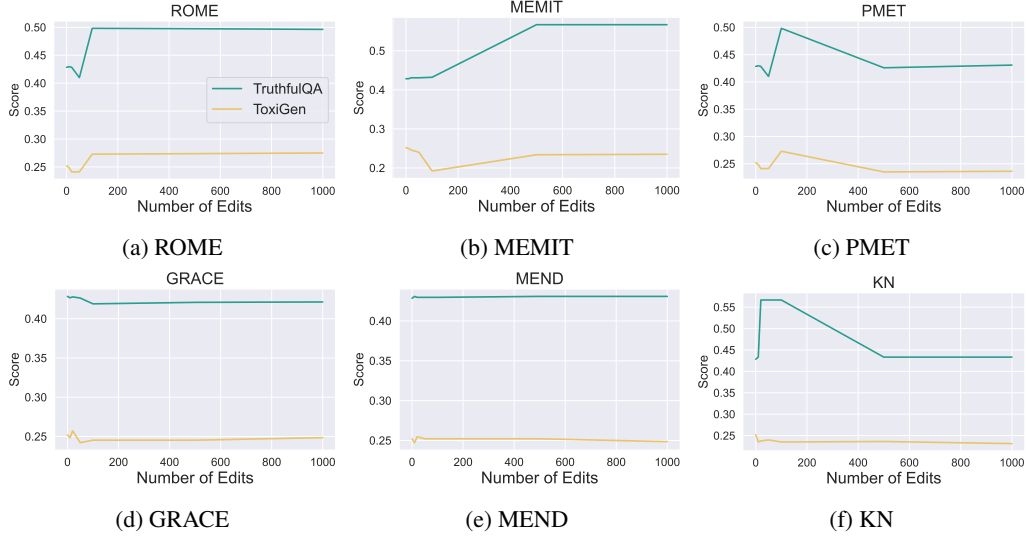 ROME
MEMIT
PMET
0.50
0.45
0.40
0.35
0.30
0.25
Score
TruthfulQA
ToxiGen
0 200 400 600 800 1000
Number of Edits
0.5
0.4
0.3
0.2
Score
0 200 400 600 800 1000
Number of Edits
0.50
0.45
0.40
0.35
0.30
0.25
Score
0 200 400 600 800 1000
Number of Edits
(a) ROME
(b) MEMIT
(c) PMET
GRACE
MEND
KN
0.40
0.35
0.30
0.25
Score
0 200 400 600 800 1000
Number of Edits
0.40
0.35
0.30
0.25
Score
0 200 400 600 800 1000
Number of Edits
0.55
0.50
0.45
0.40
0.35
0.30
0.25
Score
0 200 400 600 800 1000
Number of Edits
(d) GRACE
(e) MEND
(f) KN